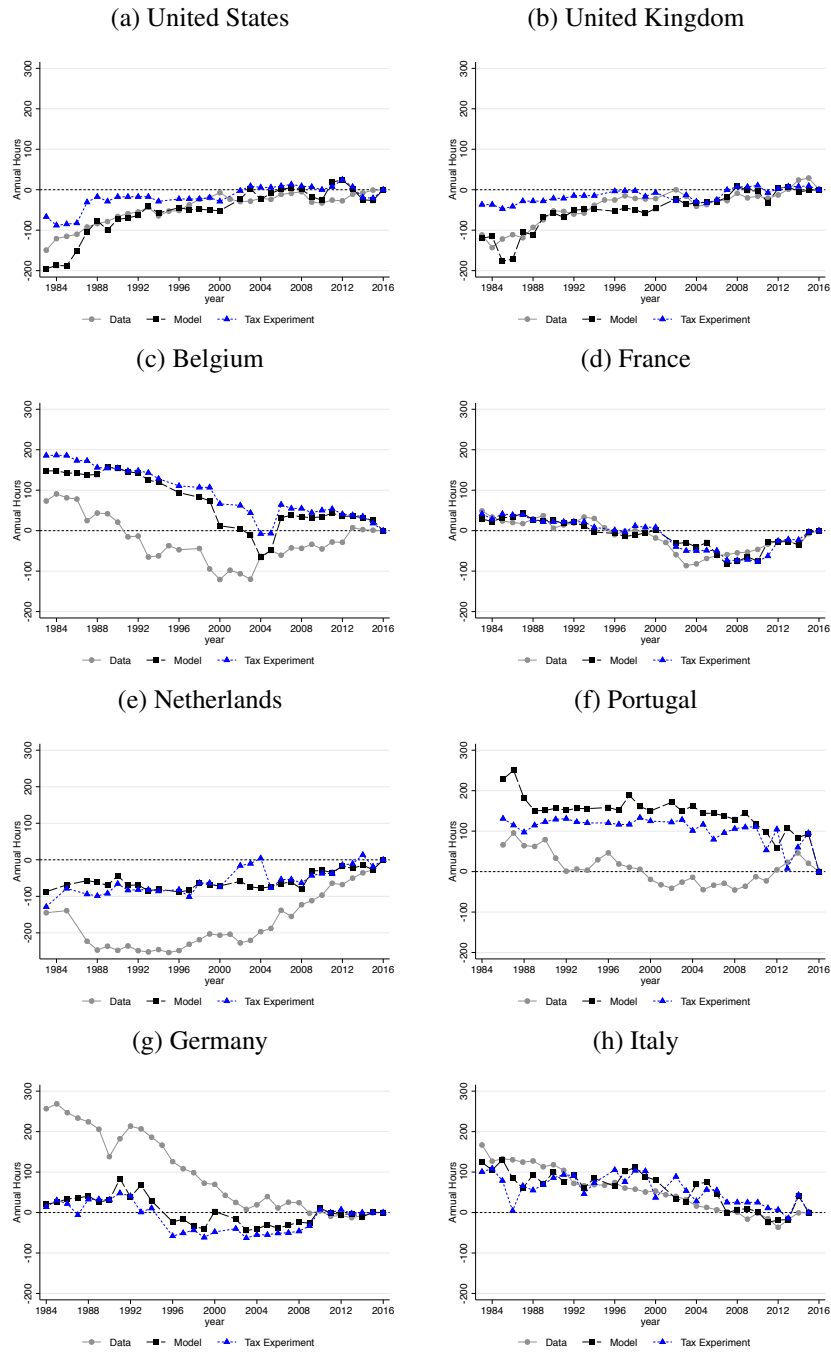 (a) United States
(b) United Kingdom
300
200
100
0
-100
-200
Annual Hours
1984 1988 1992 1996 2000 2004 2008 2012 2016
year
Data Model Tax Experiment
300
200
100
0
-100
-200
Annual Hours
1984 1988 1992 1996 2000 2004 2008 2012 2016
year
Data Model Tax Experiment
(c) Belgium
(d) France
300
200
100
0
-100
-200
Annual Hours
1984 1988 1992 1996 2000 2004 2008 2012 2016
year
Data Model Tax Experiment
300
200
100
0
-100
-200
Annual Hours
1984 1988 1992 1996 2000 2004 2008 2012 2016
year
Data Model Tax Experiment
(e) Netherlands
(f) Portugal
300
200
100
0
-100
-200
Annual Hours
1984 1988 1992 1996 2000 2004 2008 2012 2016
year
Data Model Tax Experiment
300
200
100
0
-100
-200
Annual Hours
1984 1988 1992 1996 2000 2004 2008 2012 2016
year
Data Model Tax Experiment
(g) Germany
(h) Italy
300
200
100
0
-100
-200
Annual Hours
1984 1988 1992 1996 2000 2004 2008 2012 2016
year
Data Model Tax Experiment
300
200
100
0
-100
-200
Annual Hours
1984 1988 1992 1996 2000 2004 2008 2012 2016
year
Data Model Tax Experiment